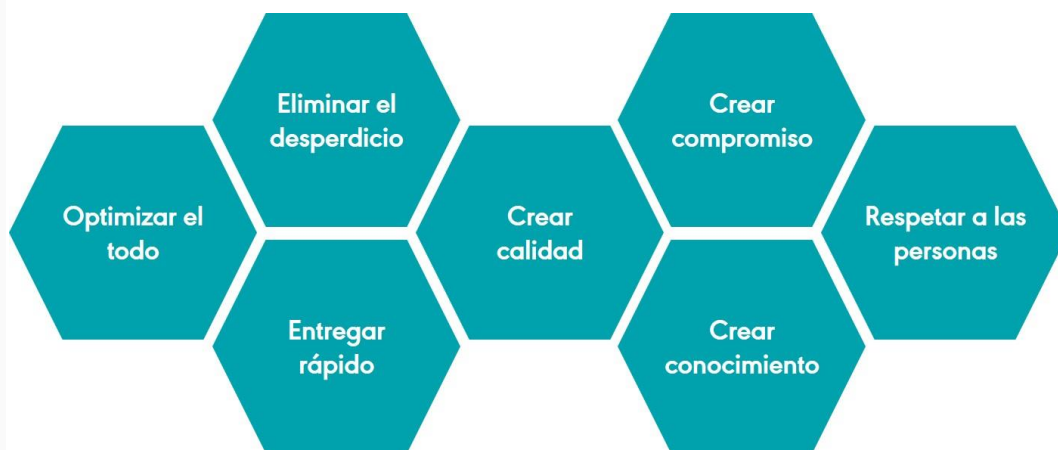 Eliminar el
desperdicio
Crear
compromiso
Optimizar el
todo
Crear
calidad
Respetar a las
personas
Entregar
rápido
Crear
conocimiento